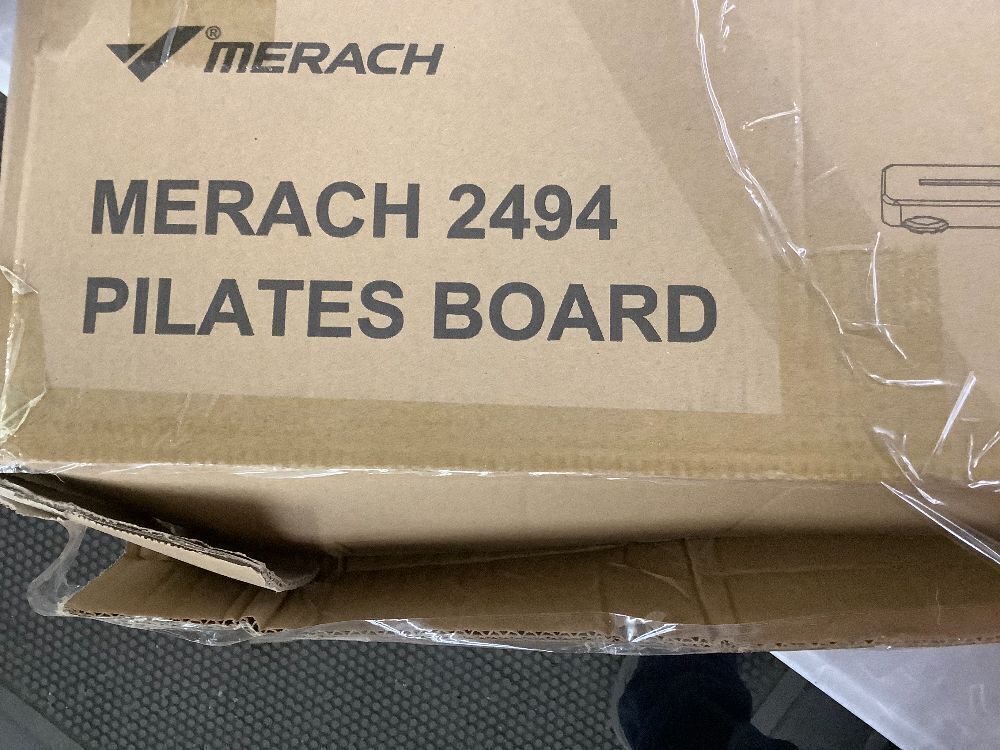 ® MERACH
MERACH 2494
PILATES BOARD